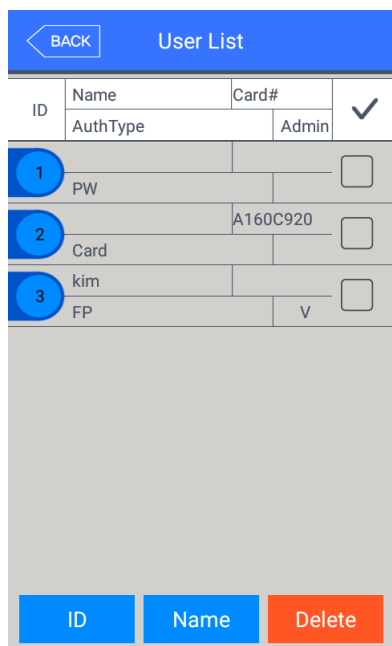 BACK User List
ID Name Card#
AuthType Admin
1
PW
2 A160C920
Card
3 kim
FP V
ID Name Delete